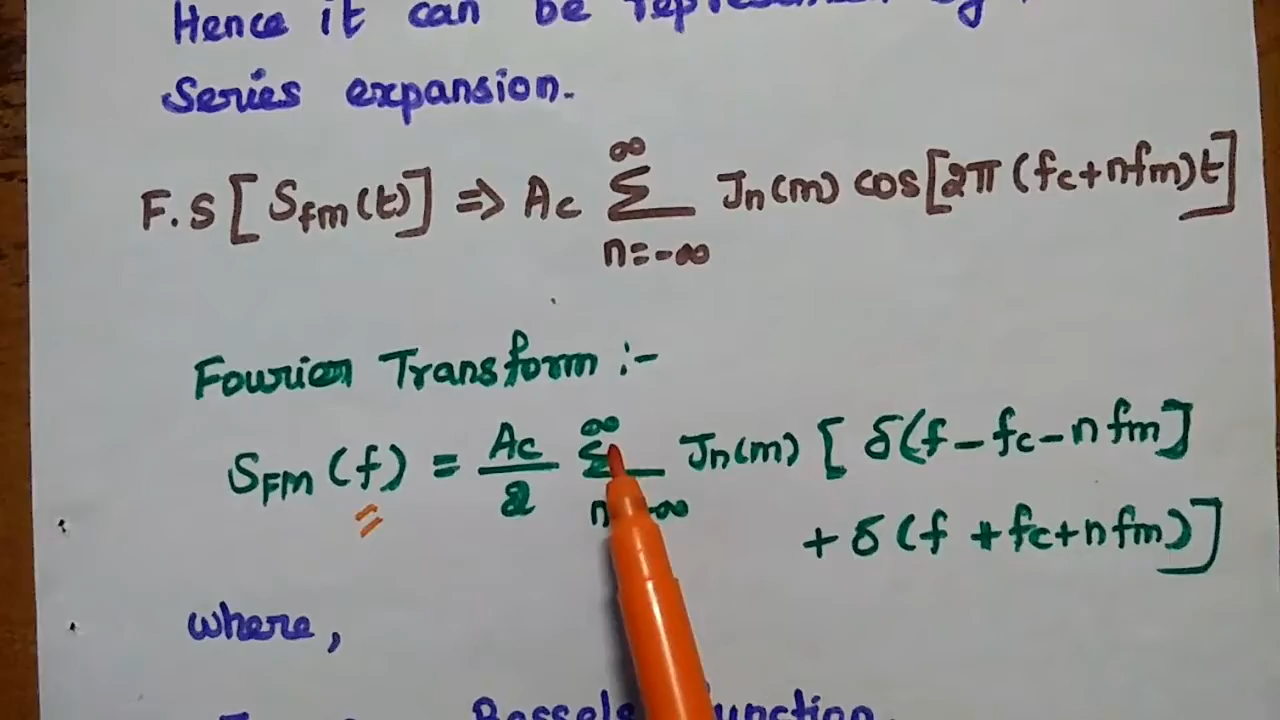 Hence it can be
Series expansion.
F.S [ Sfm (t)] => Ac ∞ Σ n=-∞ Jn(m) cos[2π (fc+nfm)t]
Fourier Transform :-
SFM (f) = Ac/2 ∞ Σ n -∞ Jn(m) [ δ(f-fc-nfm]
+ δ(f +fc+nfm)]
where,
Bessels